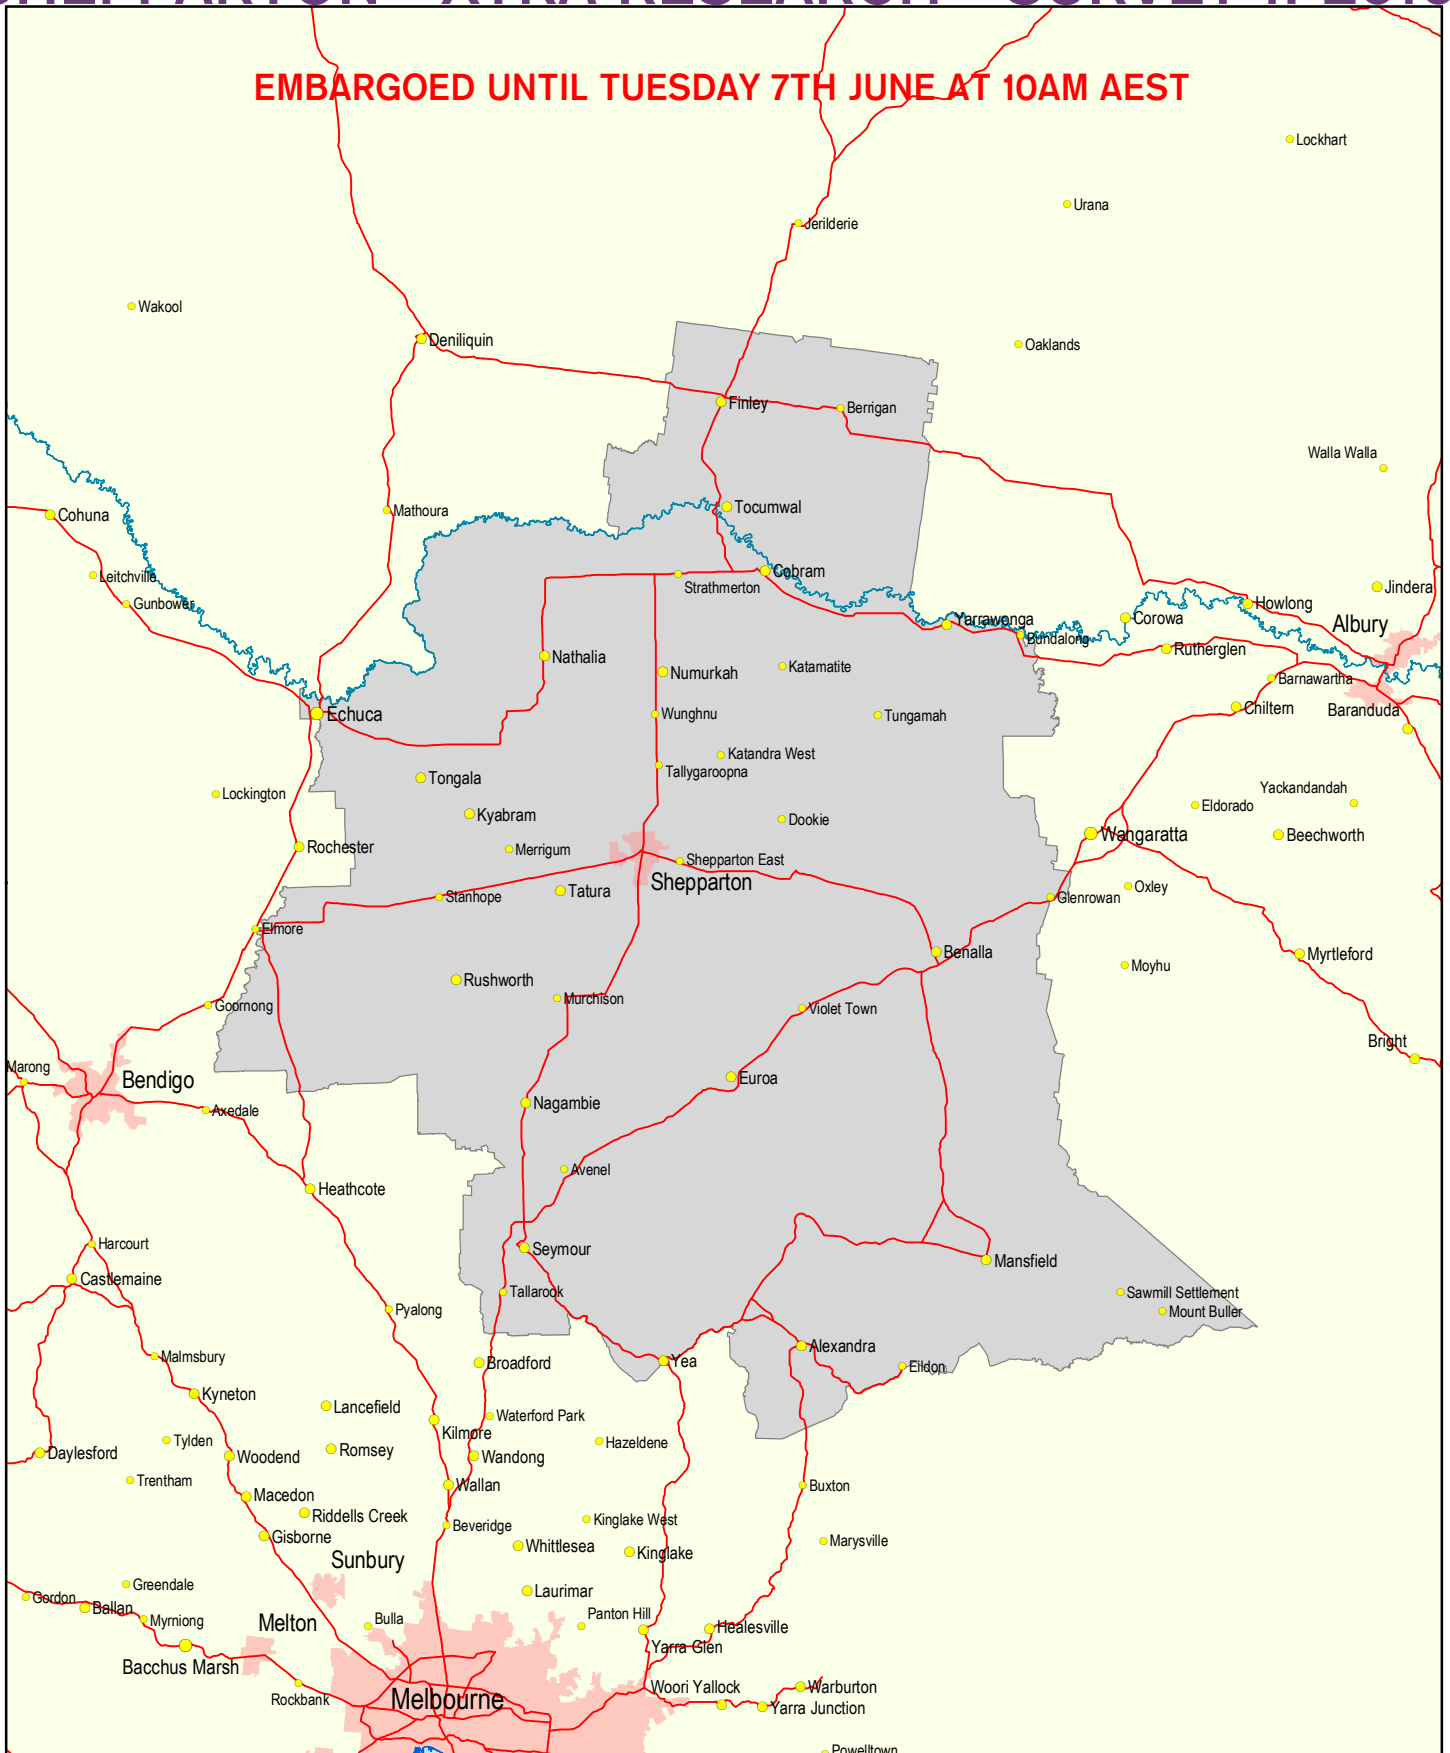 EMBARGOED UNTIL TUESDAY 7TH JUNE AT 10AM AEST
Lockhart
Urana
Jerilderie
Wakool
Deniliquin
Oaklands
Finley
Berrigan
Walla Walla
Tocumwal
Mathoura
Cohuna
Cobram
Leitchville
Strathmerton
Jindera
Gunbower
Howlong
Yarrawonga
Corowa
Albury
Bundalong
Rutherglen
Nathalia
Numurkah
Katamatite
Barnawartha
Echuca
Wunghnu
Tungamah
Chiltern
Baranduda
Katandra West
Tallygaroopna
Tongala
Yackandandah
Lockington
Eldorado
Kyabram
Dookie
Wangaratta
Beechworth
Rochester
Merrigum
Shepparton East
Shepparton
Stanhope
Tatura
Glenrowan
Oxley
Elmore
Benalla
Myrtleford
Moyhu
Rushworth
Murchison
Goornong
Violet Town
Bright
Marong
Bendigo
Euroa
Axedale
Nagambie
Avenel
Heathcote
Harcourt
Seymour
Mansfield
Castlemaine
Tallarook
Sawmill Settlement
Pyalong
Mount Buller
Malmsbury
Alexandra
Broadford
Yea
Eildon
Kyneton
Lancefield
Waterford Park
Kilmore
Tylden
Hazeldene
Daylesford
Romsey
Woodend
Wandong
Trentham
Wallan
Buxton
Macedon
Riddells Creek
Beveridge
Kinglake West
Gisborne
Marysville
Whittlesea
Kinglake
Sunbury
Greendale
Laurimar
Gordon
Ballan
Myrniong
Melton
Bulla
Panton Hill
Healesville
Yarra Glen
Bacchus Marsh
Woori Yallock
Warburton
Rockbank
Melbourne
Yarra Junction
Powelltown